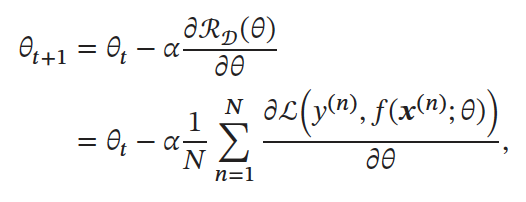 θ_{t+1} = θ_t − α ∂ℛ_𝒟(θ) / ∂θ
= θ_t − α (1/N) ∑_{n=1}^{N} ∂ℒ(y^{(n)}, f(𝒙^{(n)}; θ)) / ∂θ,